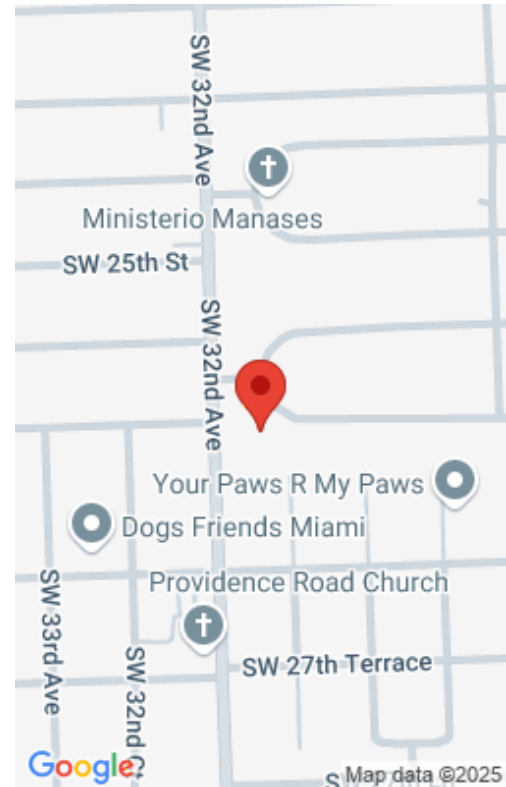 SW 32nd Ave
Ministerio Manases
SW 25th St
SW 32nd Ave
Your Paws R My Paws
Dogs Friends Miami
Providence Road Church
SW 33rd Ave
SW 32nd Ct
SW 27th Terrace
Google
Map data ©2025